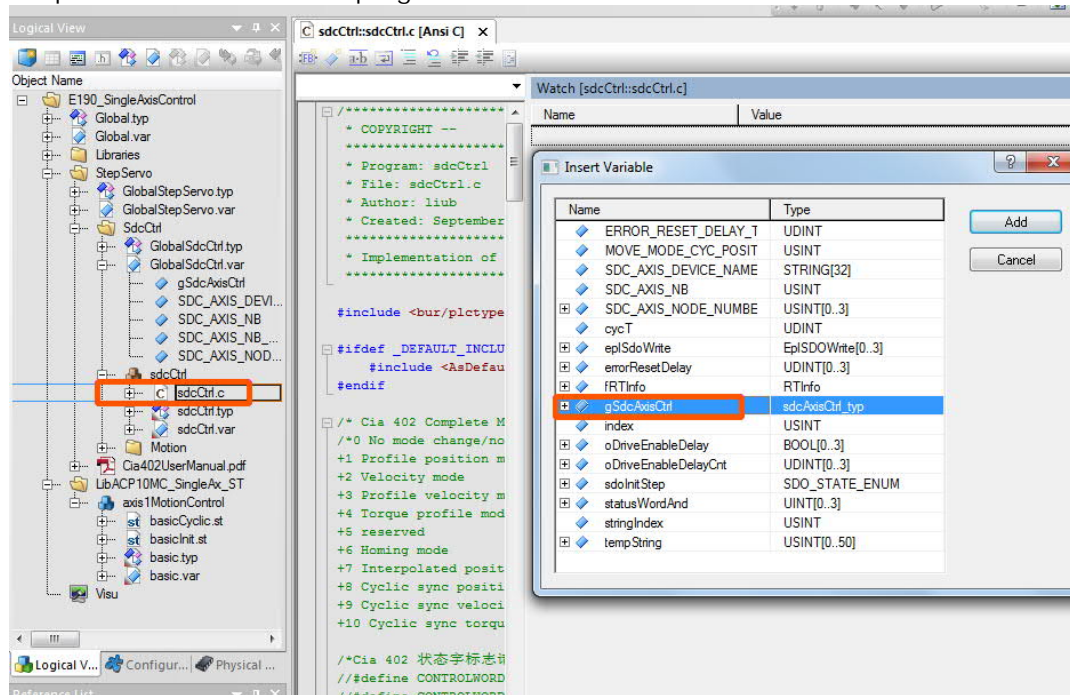 Logical View
Object Name
E190_SingleAxisControl
Global.typ
Global.var
Libraries
StepServo
GlobalStepServo.typ
GlobalStepServo.var
SdcCtrl
GlobalSdcCtrl.typ
GlobalSdcCtrl.var
gSdcAxisCtrl
SDC_AXIS_DEVI...
SDC_AXIS_NB
SDC_AXIS_NB_...
SDC_AXIS_NOD...
sdcCtrl
C sdcCtrl.c
sdcCtrl.typ
sdcCtrl.var
Motion
Cia402UserManual.pdf
LibACP10MC_SingleAx_ST
axis1MotionControl
st basicCyclic.st
st basicInit.st
basic.typ
basic.var
Visu
Logical V... Configur... Physical ...
Reference List
C sdcCtrl::sdcCtrl.c [Ansi C] X
/**********************
* COPYRIGHT --
**********************
* Program: sdcCtrl
* File: sdcCtrl.c
* Author: liub
* Created: September
**********************
* Implementation of
**********************
#include <bur/plctype
#ifdef _DEFAULT_INCLU
#include <AsDefau
#endif
/* Cia 402 Complete M
/*0 No mode change/no
+1 Profile position m
+2 Velocity mode
+3 Profile velocity m
+4 Torque profile mod
+5 reserved
+6 Homing mode
+7 Interpolated posit
+8 Cyclic sync positi
+9 Cyclic sync veloci
+10 Cyclic sync torqu
/*Cia 402 状态字标志
//#define CONTROLWORD
Watch [sdcCtrl::sdcCtrl.c]
Name Value
Insert Variable
Name Type
ERROR_RESET_DELAY_T UDINT
MOVE_MODE_CYC_POSIT USINT
SDC_AXIS_DEVICE_NAME STRING[32]
SDC_AXIS_NB USINT
SDC_AXIS_NODE_NUMBE USINT[0..3]
cycT UDINT
eplSdoWrite EplSDOWrite[0..3]
errorResetDelay UDINT[0..3]
fRTInfo RTInfo
gSdcAxisCtrl sdcAxisCtrl_typ
index USINT
oDriveEnableDelay BOOL[0..3]
oDriveEnableDelayCnt UDINT[0..3]
sdoInitStep SDO_STATE_ENUM
statusWordAnd UINT[0..3]
stringIndex USINT
tempString USINT[0..50]
Add
Cancel